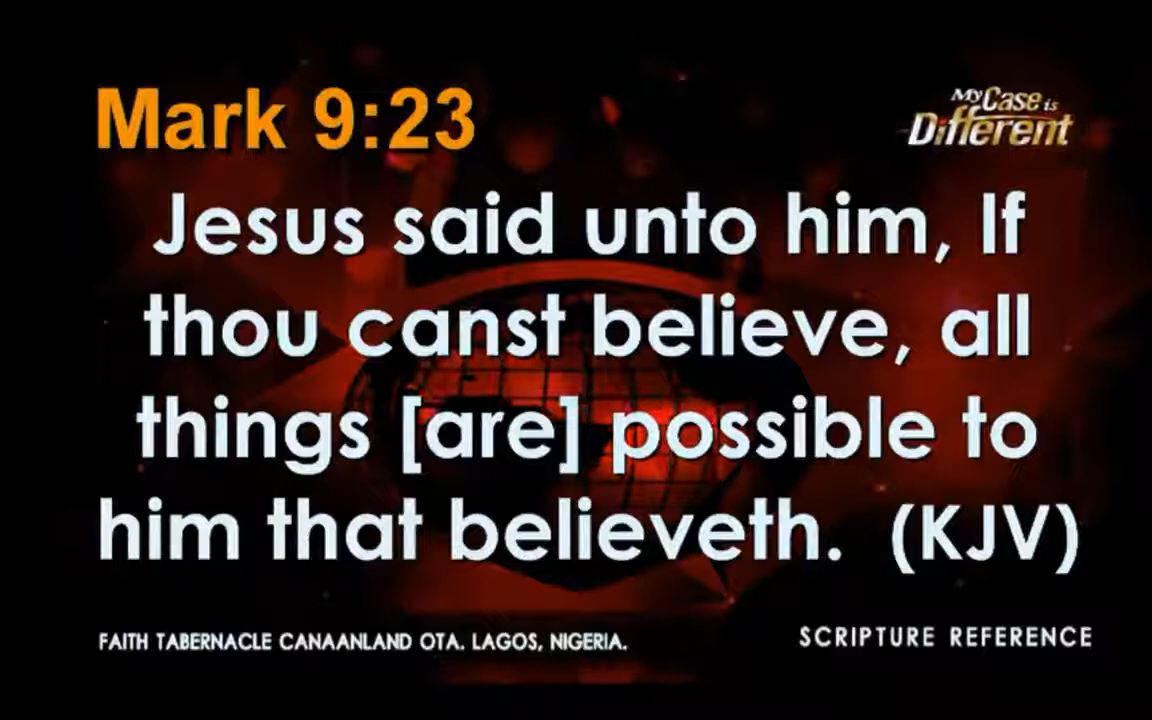 Mark 9:23
My Case is
Different
Jesus said unto him, If
thou canst believe, all
things [are] possible to
him that believeth. (KJV)
FAITH TABERNACLE CANAANLAND OTA. LAGOS, NIGERIA.
SCRIPTURE REFERENCE